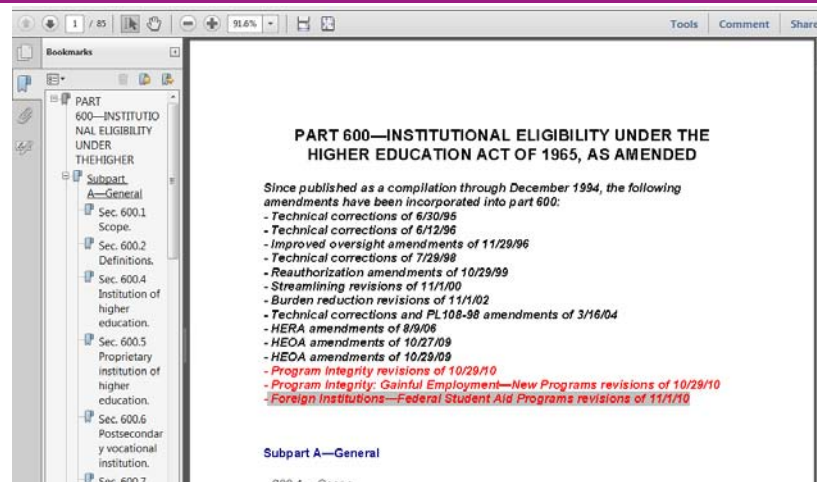 1 / 85
91.6%
Tools
Comment
Share
Bookmarks
PART
600—INSTITUTIO
NAL ELIGIBILITY
UNDER
THEHIGHER
Subpart
A—General
Sec. 600.1
Scope.
Sec. 600.2
Definitions.
Sec. 600.4
Institution of
higher
education.
Sec. 600.5
Proprietary
institution of
higher
education.
Sec. 600.6
Postsecondar
y vocational
institution.
Sec. 600.7
PART 600—INSTITUTIONAL ELIGIBILITY UNDER THE
HIGHER EDUCATION ACT OF 1965, AS AMENDED
Since published as a compilation through December 1994, the following
amendments have been incorporated into part 600:
- Technical corrections of 6/30/95
- Technical corrections of 6/12/96
- Improved oversight amendments of 11/29/96
- Technical corrections of 7/29/98
- Reauthorization amendments of 10/29/99
- Streamlining revisions of 11/1/00
- Burden reduction revisions of 11/1/02
- Technical corrections and PL108-98 amendments of 3/16/04
- HERA amendments of 8/9/06
- HEOA amendments of 10/27/09
- HEOA amendments of 10/29/09
- Program Integrity revisions of 10/29/10
- Program Integrity: Gainful Employment—New Programs revisions of 10/29/10
- Foreign Institutions—Federal Student Aid Programs revisions of 11/1/10
Subpart A—General